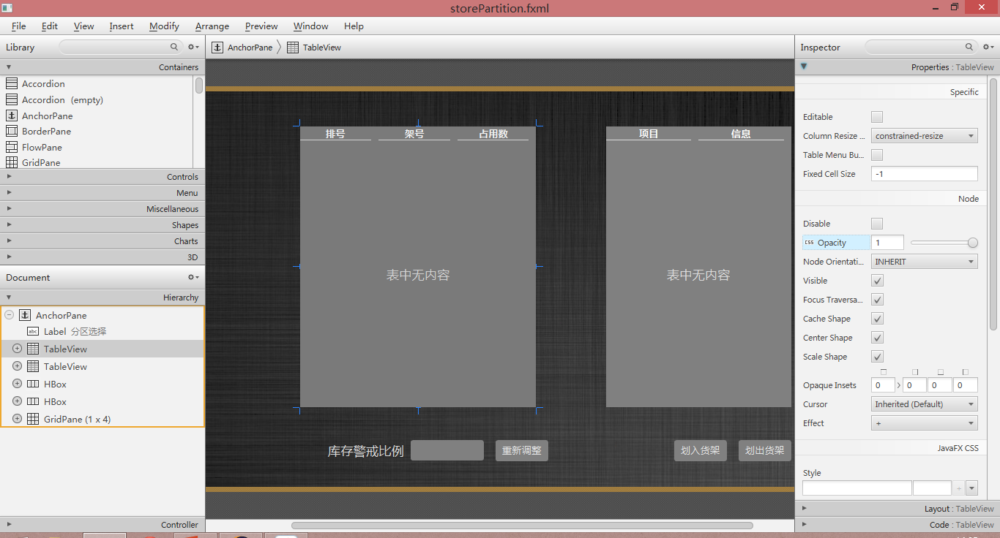 storePartition.fxml
File Edit View Insert Modify Arrange Preview Window Help
Library
Containers
Accordion
Accordion (empty)
AnchorPane
BorderPane
FlowPane
GridPane
Controls
Menu
Miscellaneous
Shapes
Charts
3D
Document
Hierarchy
AnchorPane
abc Label 分区选择
TableView
TableView
HBox
HBox
GridPane (1 x 4)
Controller
AnchorPane TableView
排号 架号 占用数
表中无内容
项目 信息
表中无内容
库存警戒比例 重新调整 划入货架 划出货架
Inspector
Properties : TableView
Specific
Editable
Column Resize ... constrained-resize
Table Menu Bu...
Fixed Cell Size -1
Node
Disable
CSS Opacity 1
Node Orientati... INHERIT
Visible
Focus Traversa...
Cache Shape
Center Shape
Scale Shape
Opaque Insets 0 0 0 0
Cursor Inherited (Default)
Effect +
JavaFX CSS
Style
+
Layout : TableView
Code : TableView